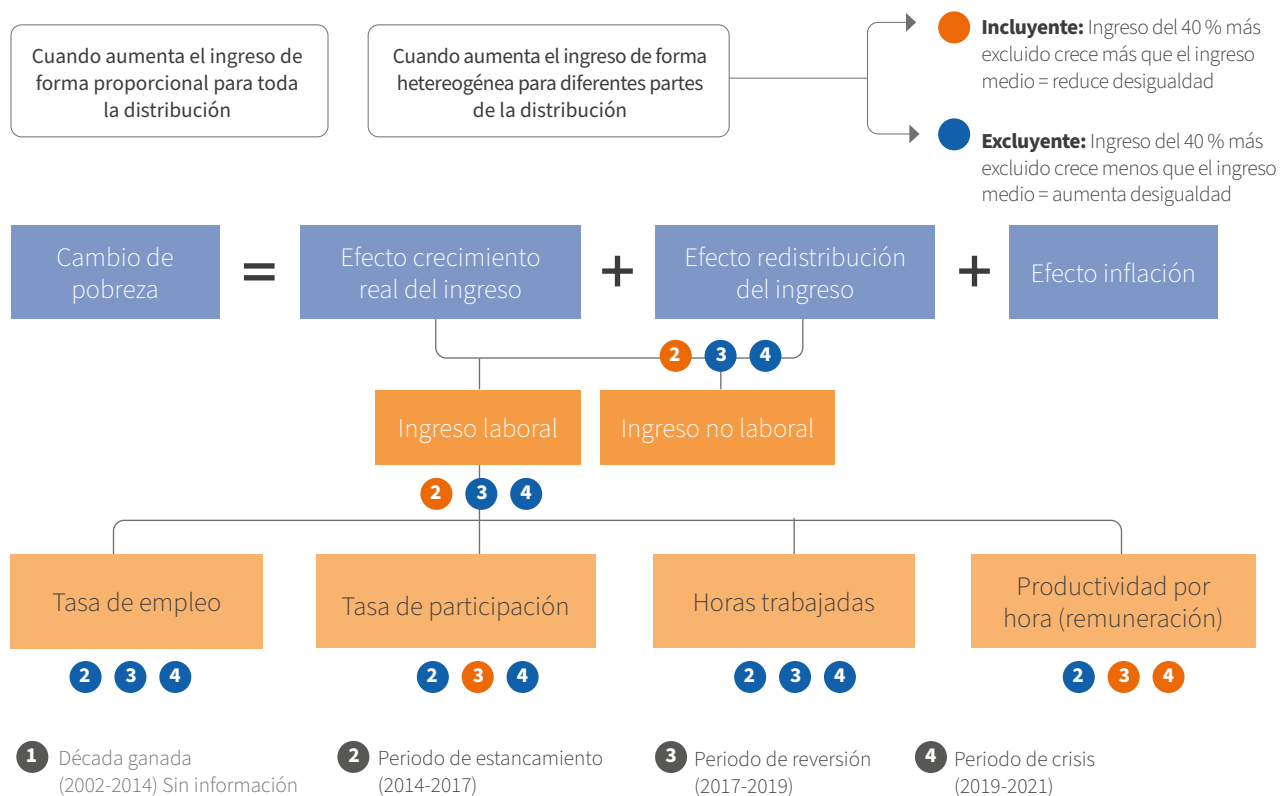 Cuando aumenta el ingreso de
forma proporcional para toda
la distribución
Cuando aumenta el ingreso de forma
heterogénea para diferentes partes
de la distribución
Incluyente: Ingreso del 40 % más
excluido crece más que el ingreso
medio = reduce desigualdad
Excluyente: Ingreso del 40 % más
excluido crece menos que el ingreso
medio = aumenta desigualdad
Cambio de
pobreza
=
Efecto crecimiento
real del ingreso
+
Efecto redistribución
del ingreso
+
Efecto inflación
2 3 4
Ingreso laboral
Ingreso no laboral
2 3 4
Tasa de empleo
Tasa de participación
Horas trabajadas
Productividad por
hora (remuneración)
2 3 4
2 3 4
2 3 4
2 3 4
1 Década ganada
(2002-2014) Sin información
2 Periodo de estancamiento
(2014-2017)
3 Periodo de reversión
(2017-2019)
4 Periodo de crisis
(2019-2021)